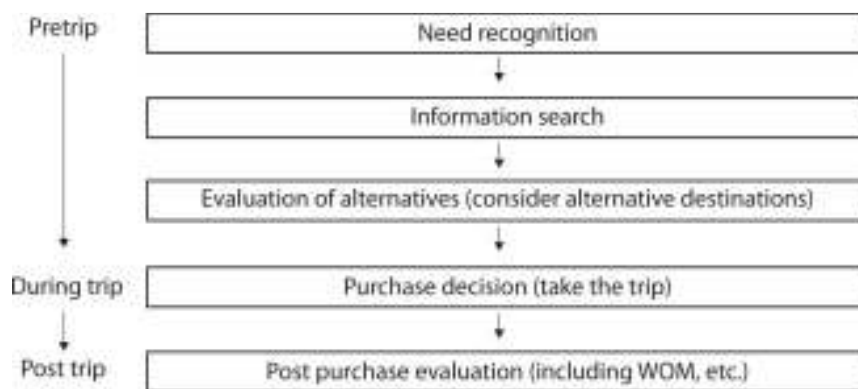 Pretrip
Need recognition
Information search
Evaluation of alternatives (consider alternative destinations)
During trip
Purchase decision (take the trip)
Post trip
Post purchase evaluation (including WOM, etc.)